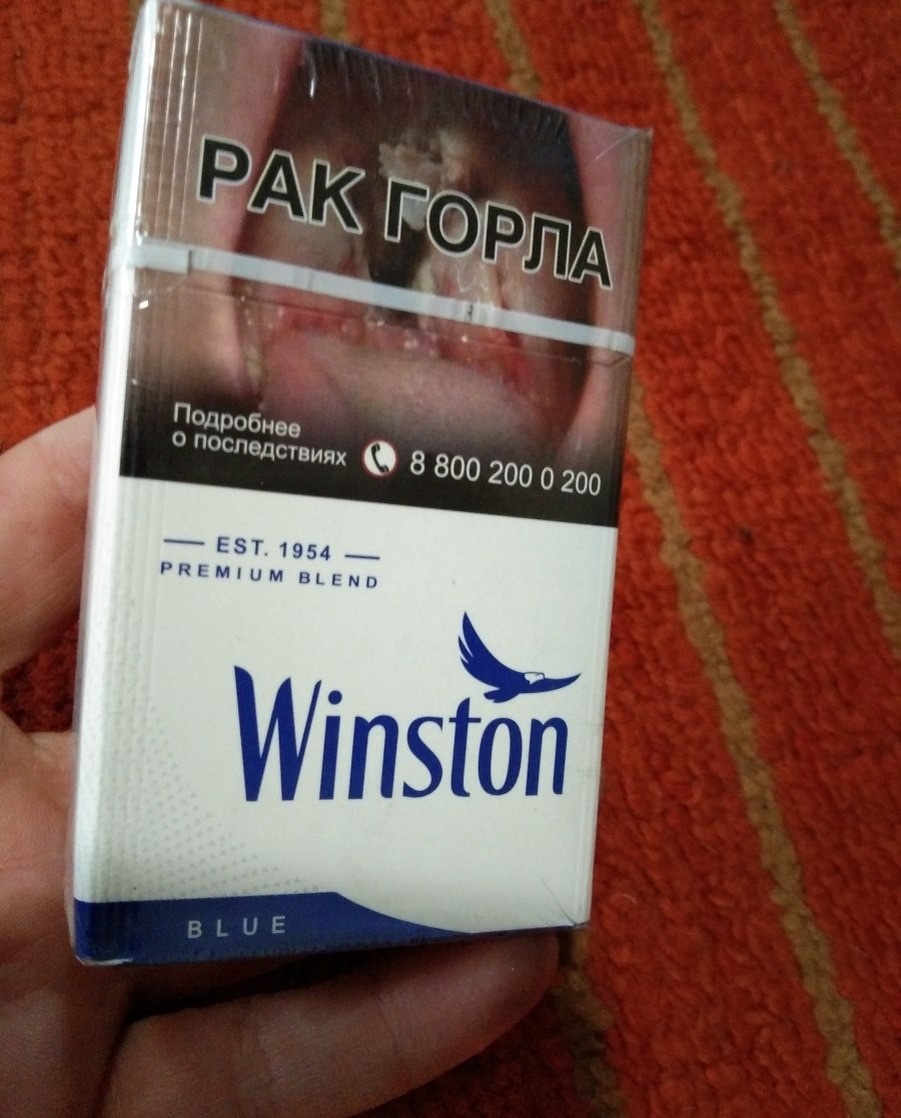 РАК ГОРЛА
Подробнее
о последствиях 8 800 200 0 200
EST. 1954
PREMIUM BLEND
Winston
BLUE